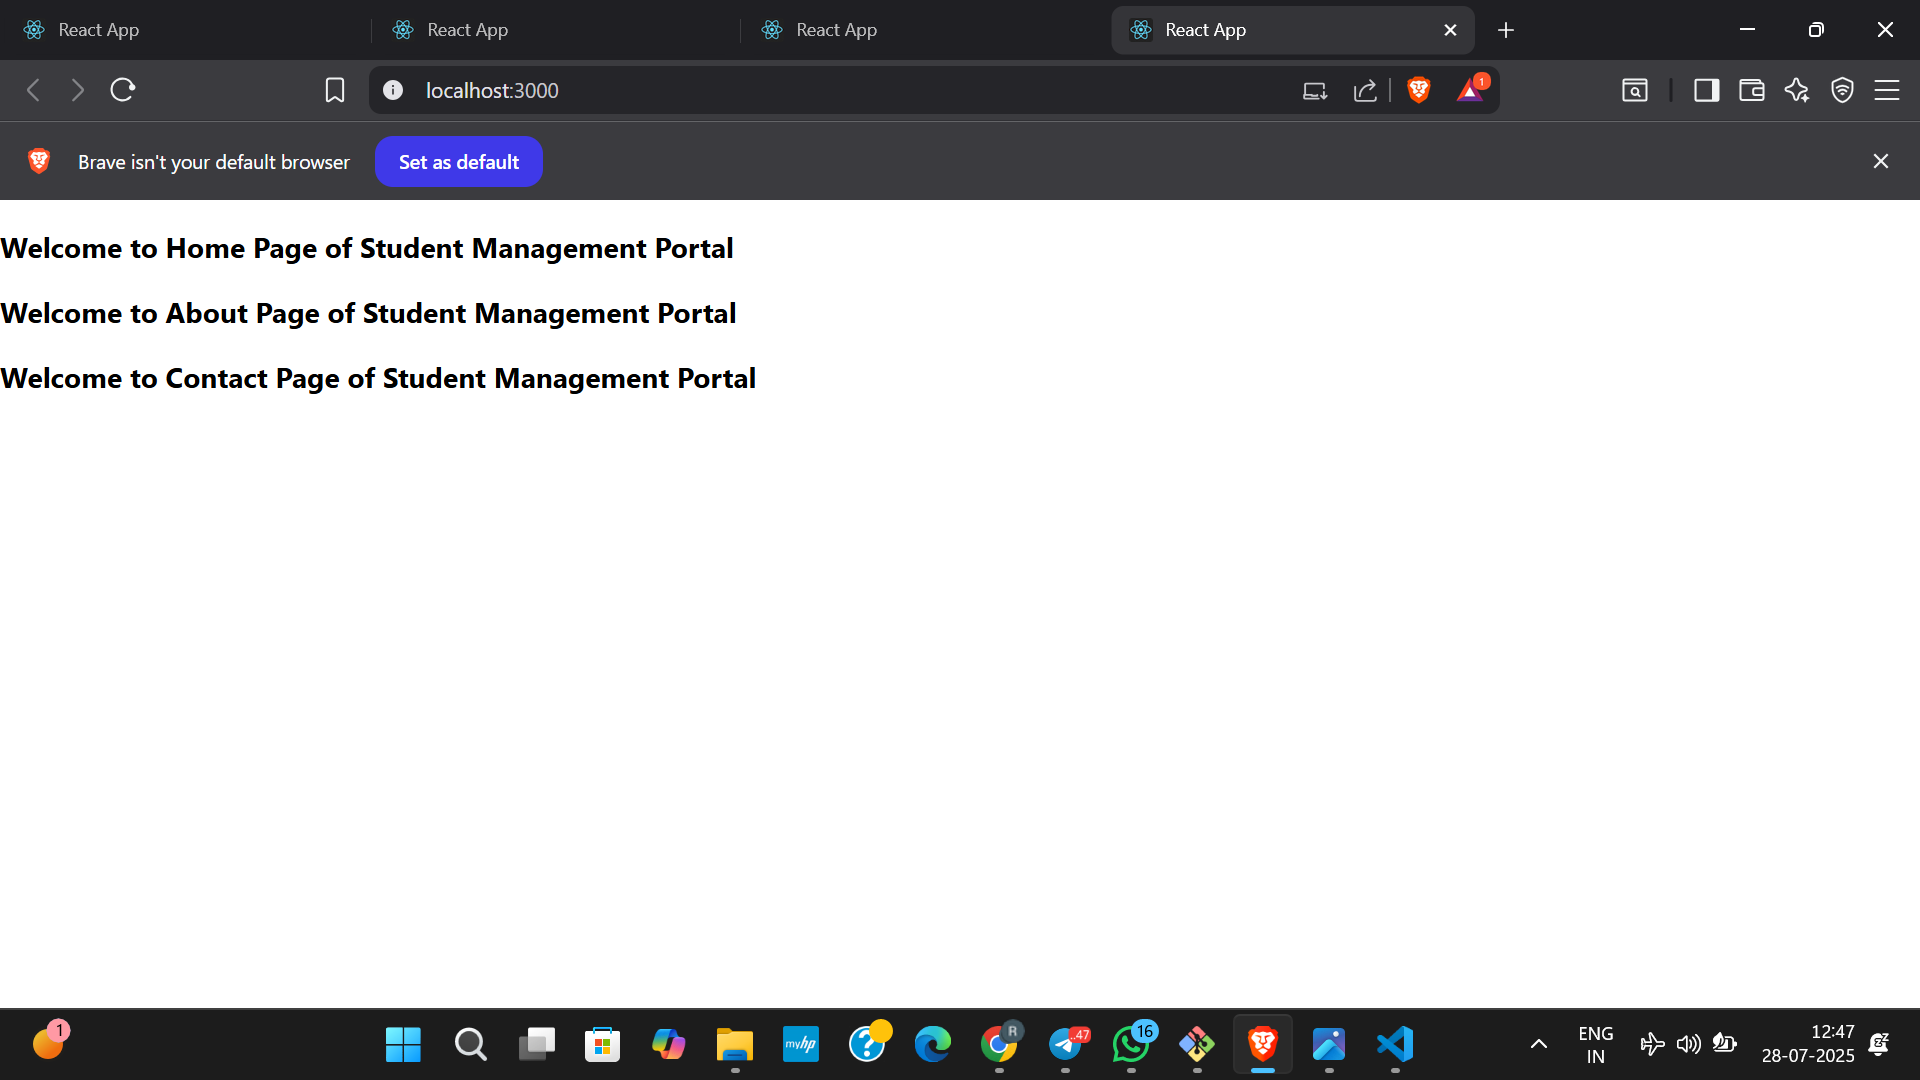 React App
React App
React App
React App
localhost:3000
1
Brave isn't your default browser
Set as default
Welcome to Home Page of Student Management Portal
Welcome to About Page of Student Management Portal
Welcome to Contact Page of Student Management Portal
1
myhp
?
R
..47
16
ENG
IN
12:47
28-07-2025